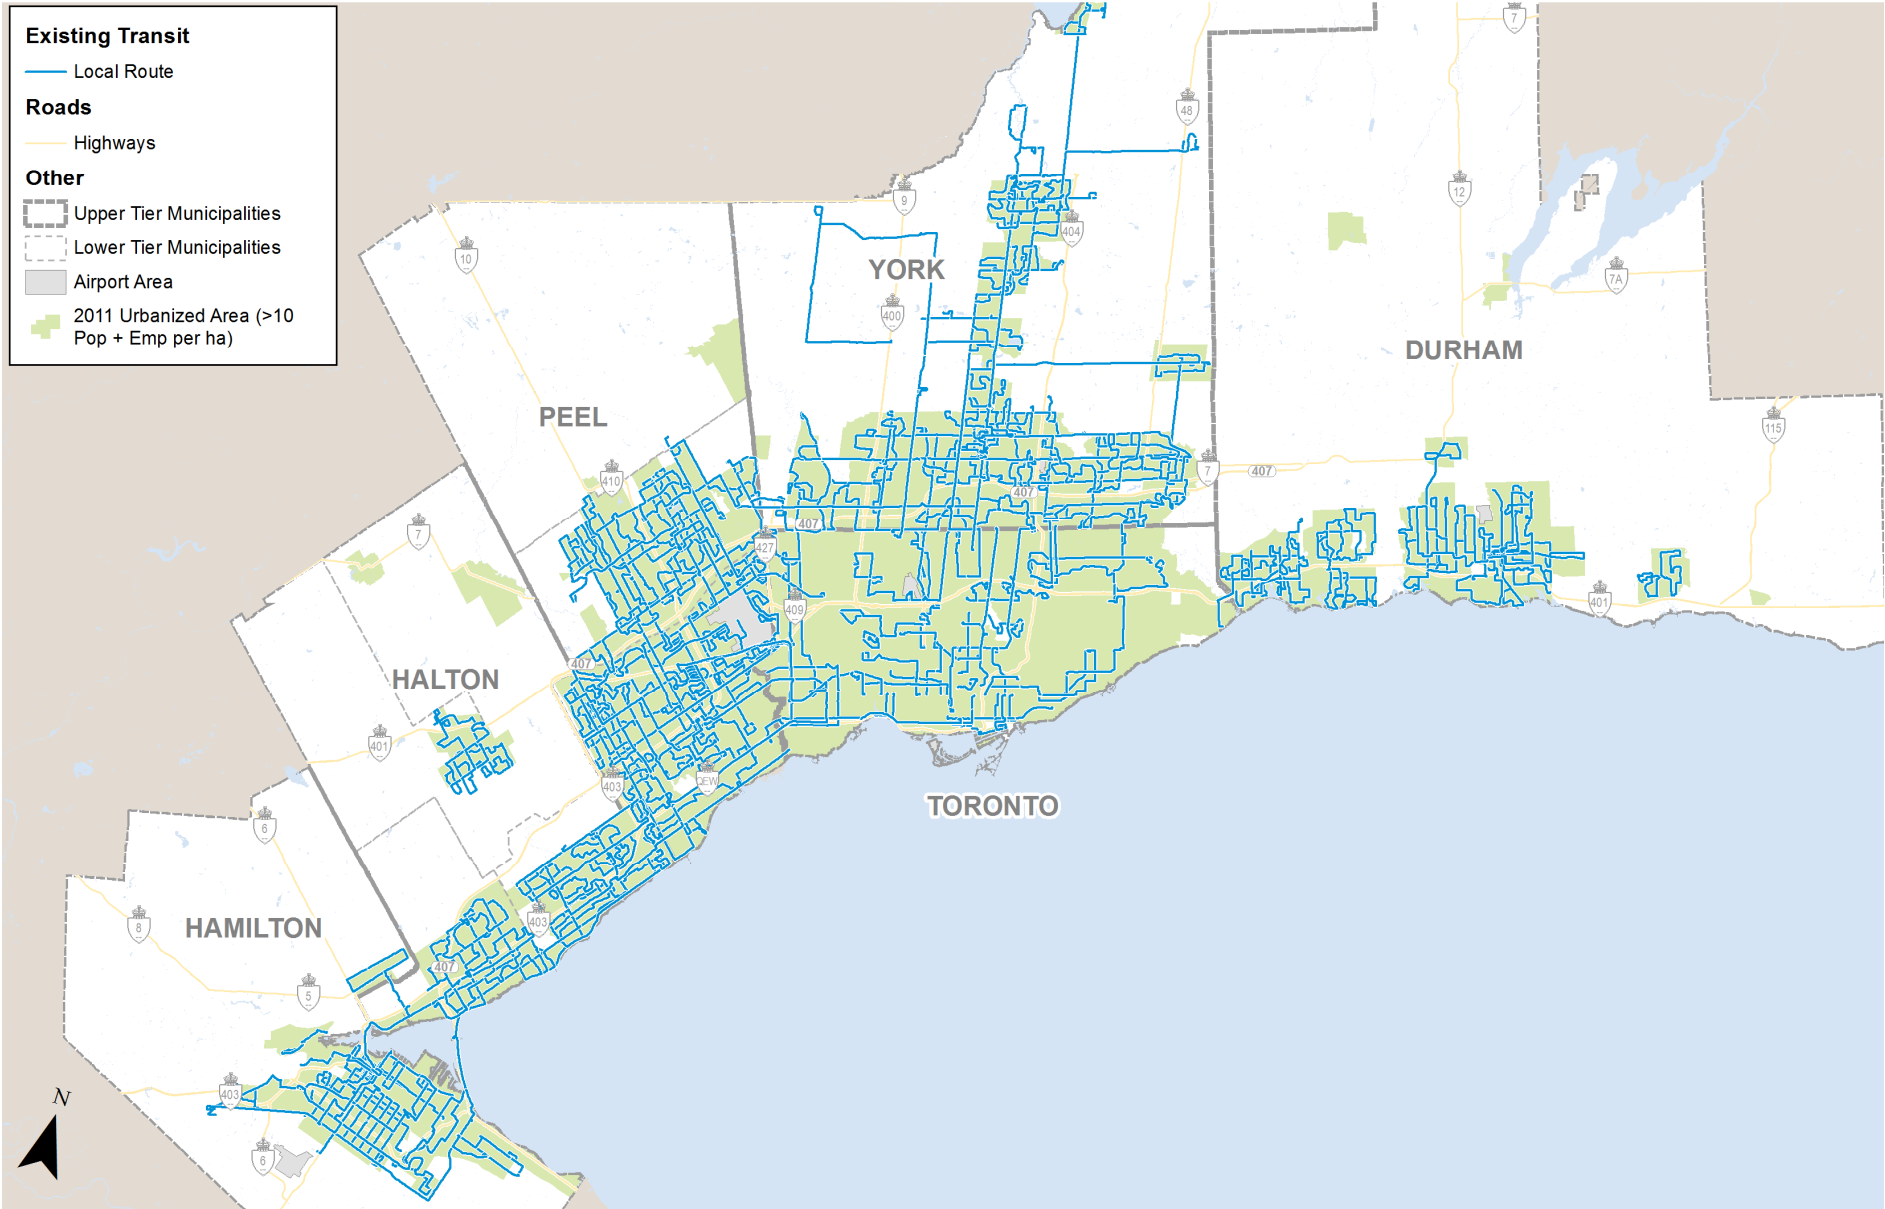 Existing Transit
Local Route
Roads
Highways
Other
Upper Tier Municipalities
Lower Tier Municipalities
Airport Area
2011 Urbanized Area (>10
Pop + Emp per ha)
7
48
12
9
404
10
YORK
7A
400
DURHAM
PEEL
115
410
7
407
407
7
407
427
401
409
407
HALTON
401
403
QEW
TORONTO
6
403
8
HAMILTON
407
5
403
N
6